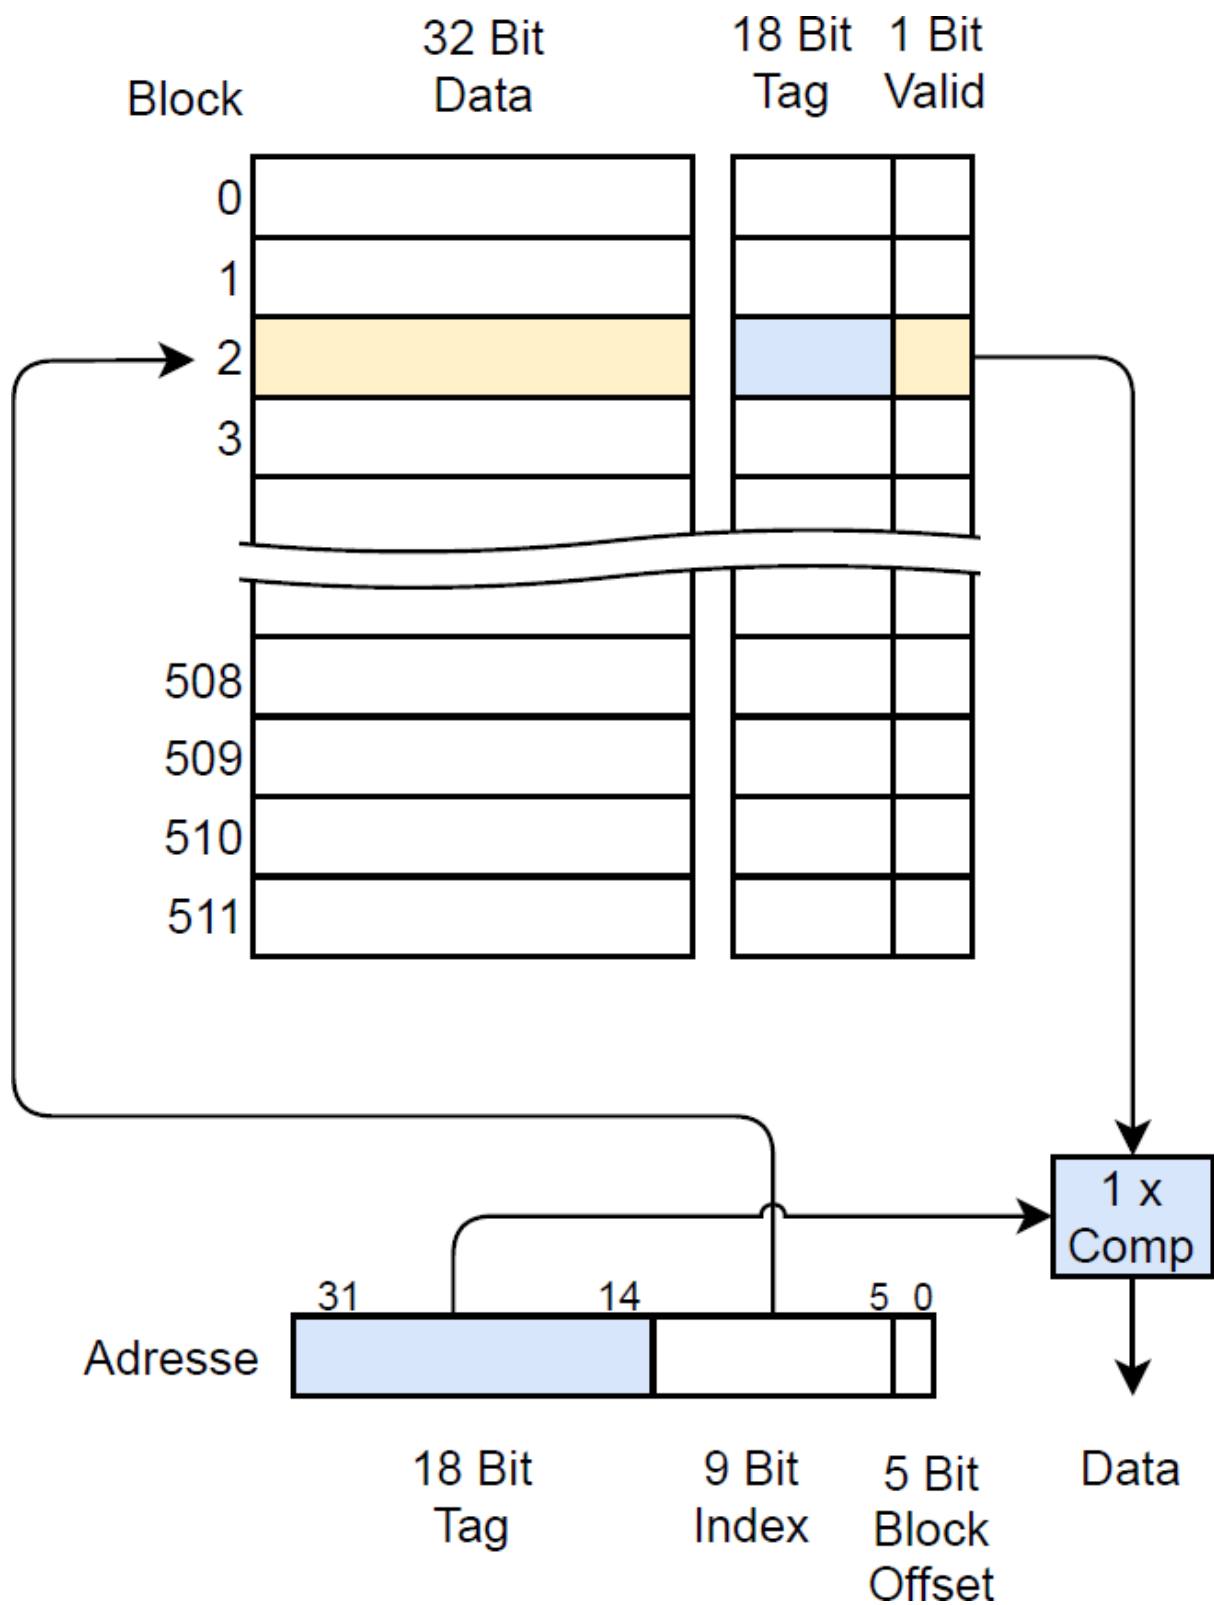 32 Bit
Data
18 Bit
Tag
1 Bit
Valid
Block
0
1
2
3
508
509
510
511
1 x
Comp
31
14
5
0
Adresse
18 Bit
Tag
9 Bit
Index
5 Bit
Block
Offset
Data